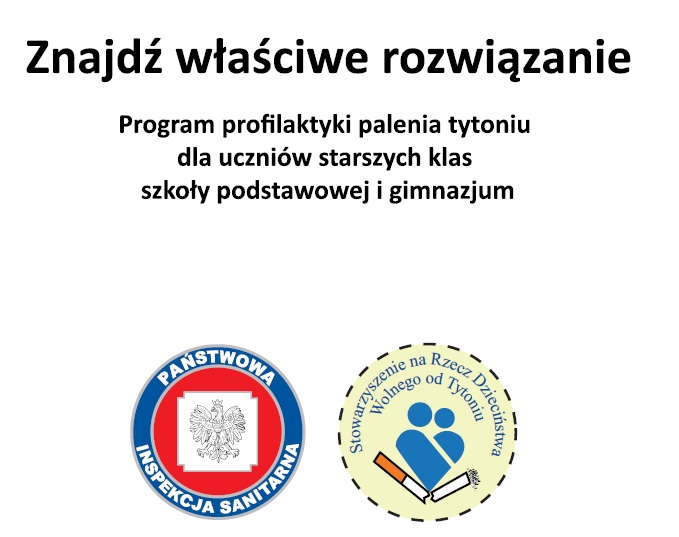 Znajdź właściwe rozwiązanie
Program profilaktyki palenia tytoniu
dla uczniów starszych klas
szkoły podstawowej i gimnazjum
PAŃSTWOWA
INSPEKCJA SANITARNA
Stowarzyszenie na Rzecz Dzieciństwa
Wolnego od Tytoniu